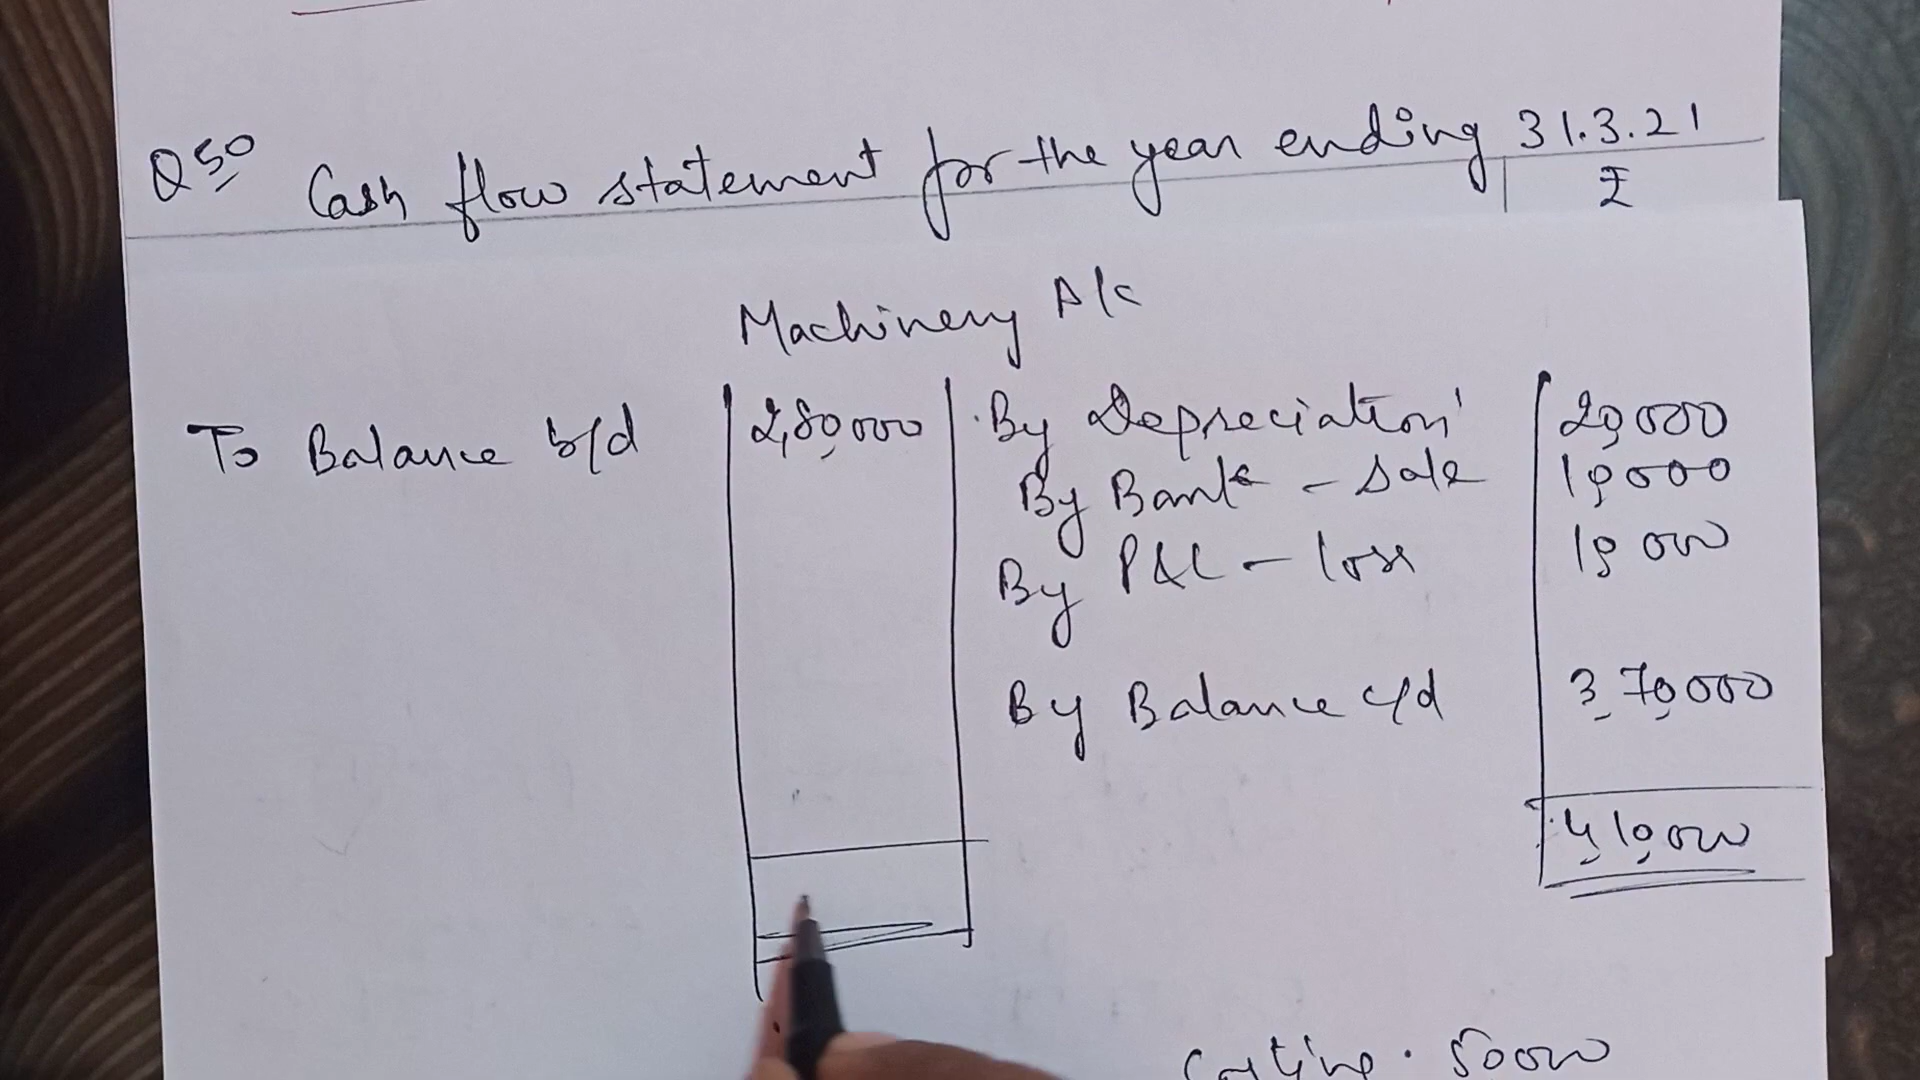 Q50 Cash flow statement for the year ending 31.3.21
₹
Machinery A/c
To Balance b/d 2,80,000 By Depreciation 20,000
By Bank - sale 10,000
By P&L - loss 10,000
By Balance c/d 3,70,000
4,10,000
Costing.